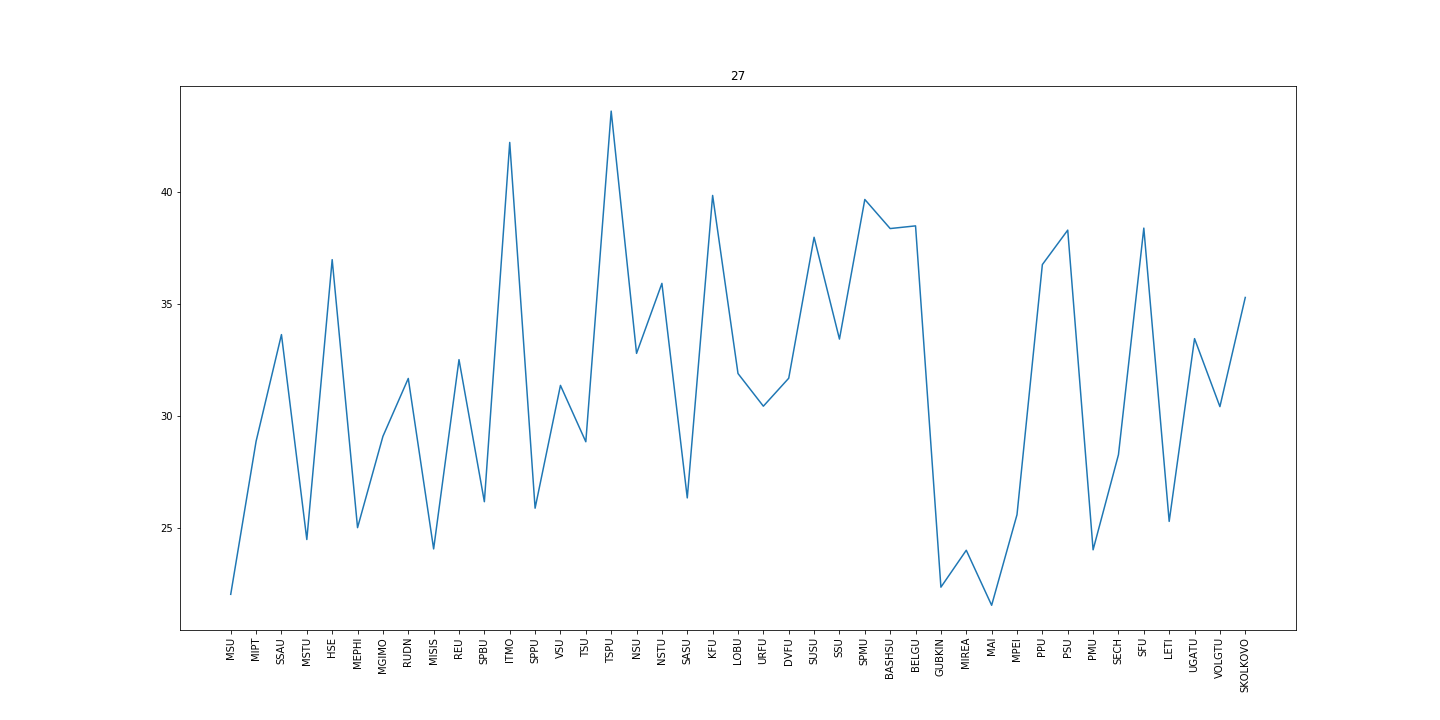 27
40
35
30
25
MSU
MIPT
SSAU
MSTU
HSE
MEPHI
MGIMO
RUDN
MISIS
REU
SPBU
ITMO
SPPU
VSU
TSU
TSPU
NSU
NSTU
SASU
KFU
LOBU
URFU
DVFU
SUSU
SSU
SPMU
BASHSU
BELGU
GUBKIN
MIREA
MAI
MPEI
PPU
PSU
PMU
SECH
SFU
LETI
UGATU
VOLGTU
SKOLKOVO